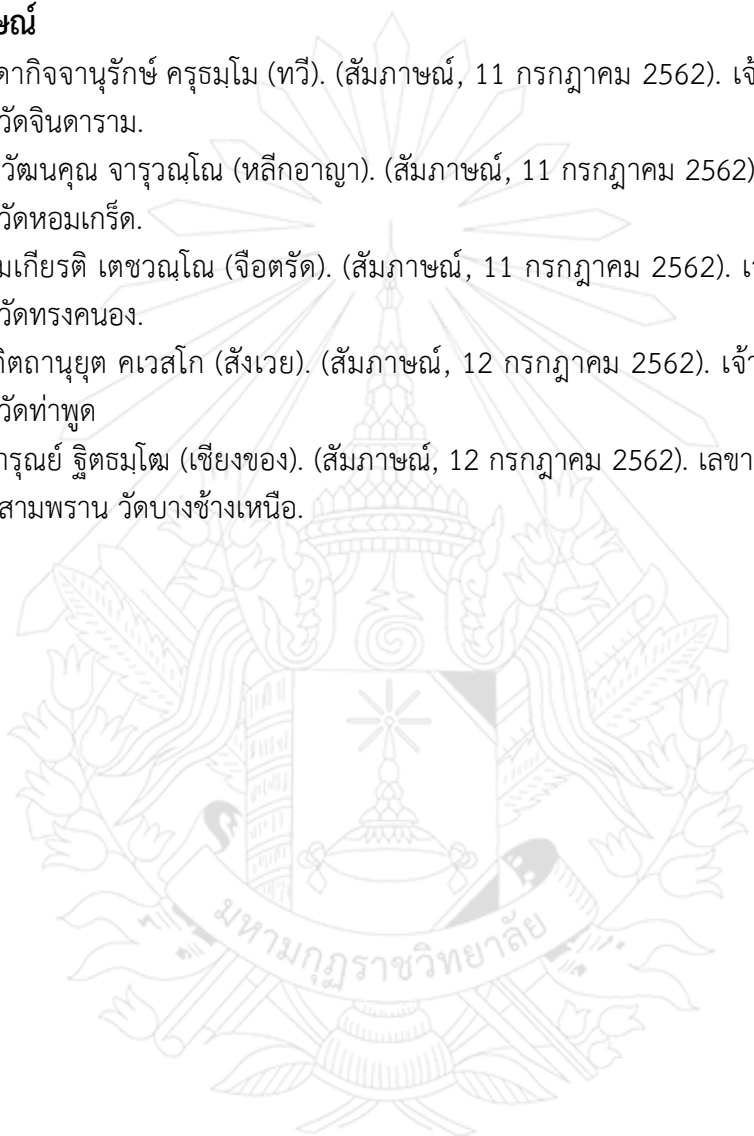 ษณ์
ดากิจจานุรักษ์ ครุธมฺโม (ทวี). (สัมภาษณ์, 11 กรกฎาคม 2562). เจ้
วัดจินดาราม.
วัฒนคุณ จารุวณฺโณ (หลีกอาญา). (สัมภาษณ์, 11 กรกฎาคม 2562)
วัดหอมเกร็ด.
มเกียรติ เตชวณฺโณ (จือตรัด). (สัมภาษณ์, 11 กรกฎาคม 2562). เ
วัดทรงคนอง.
ิตถานุยุต คเวสโก (สังเวย). (สัมภาษณ์, 12 กรกฎาคม 2562). เจ้า
วัดท่าพูด
ารุณย์ ฐิตธมฺโฒ (เชียงของ). (สัมภาษณ์, 12 กรกฎาคม 2562). เลขา
สามพราน วัดบางช้างเหนือ.
มหามกุฏราชวิทยาลัย